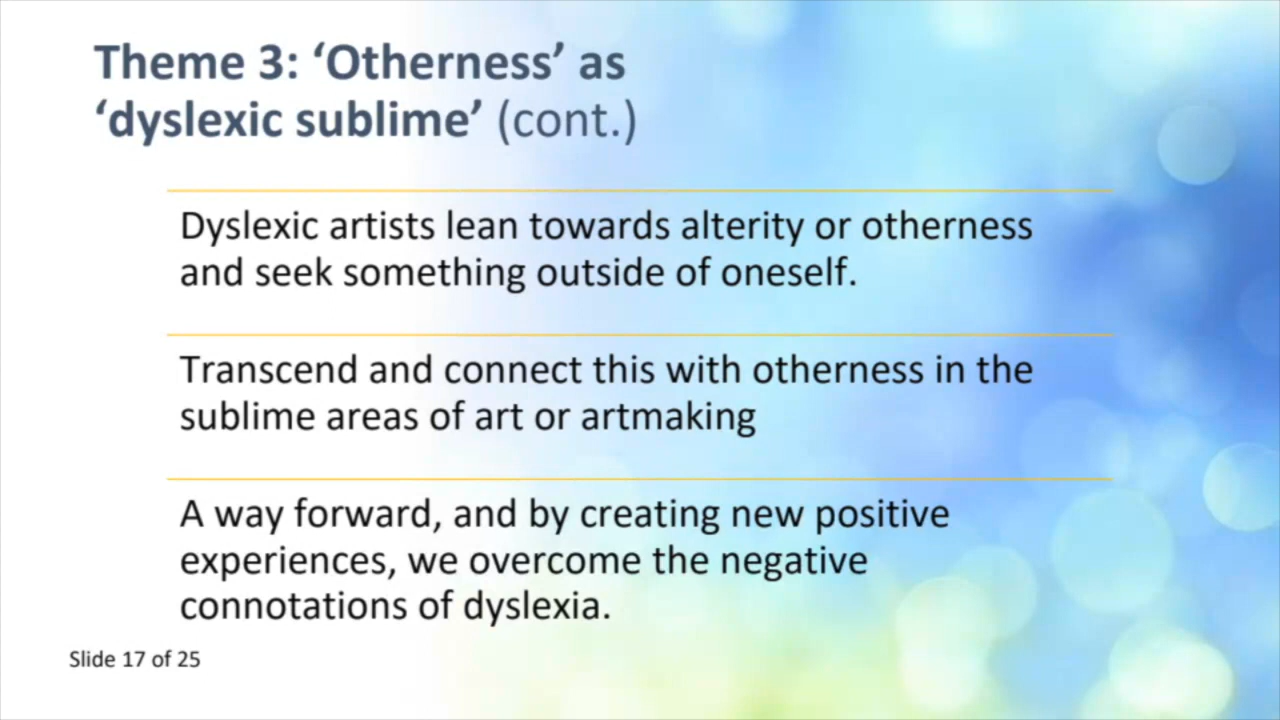 Theme 3: ‘Otherness’ as
‘dyslexic sublime’ (cont.)
Dyslexic artists lean towards alterity or otherness
and seek something outside of oneself.
Transcend and connect this with otherness in the
sublime areas of art or artmaking
A way forward, and by creating new positive
experiences, we overcome the negative
connotations of dyslexia.
Slide 17 of 25